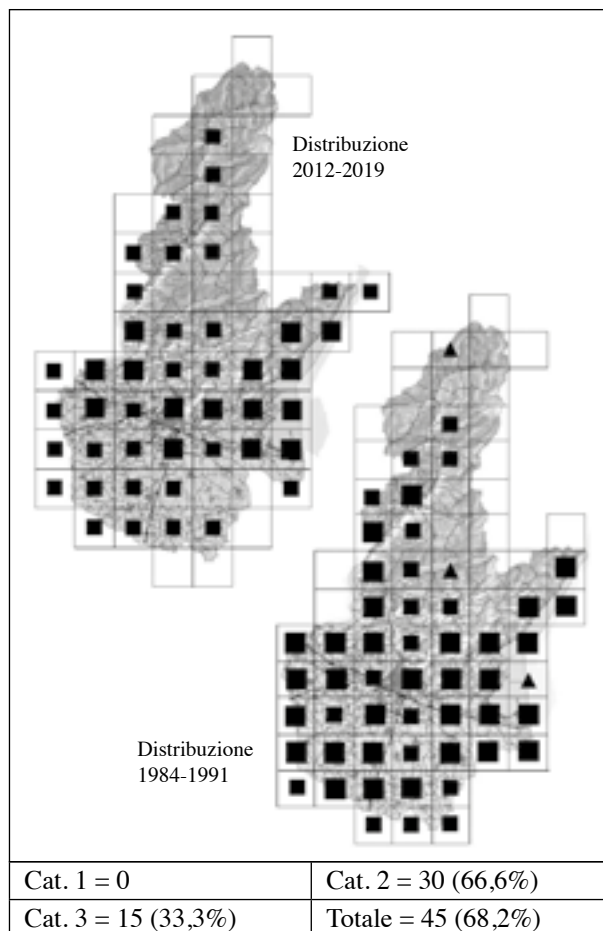 Distribuzione
2012-2019
Distribuzione
1984-1991
Cat. 1 = 0
Cat. 2 = 30 (66,6%)
Cat. 3 = 15 (33,3%)
Totale = 45 (68,2%)